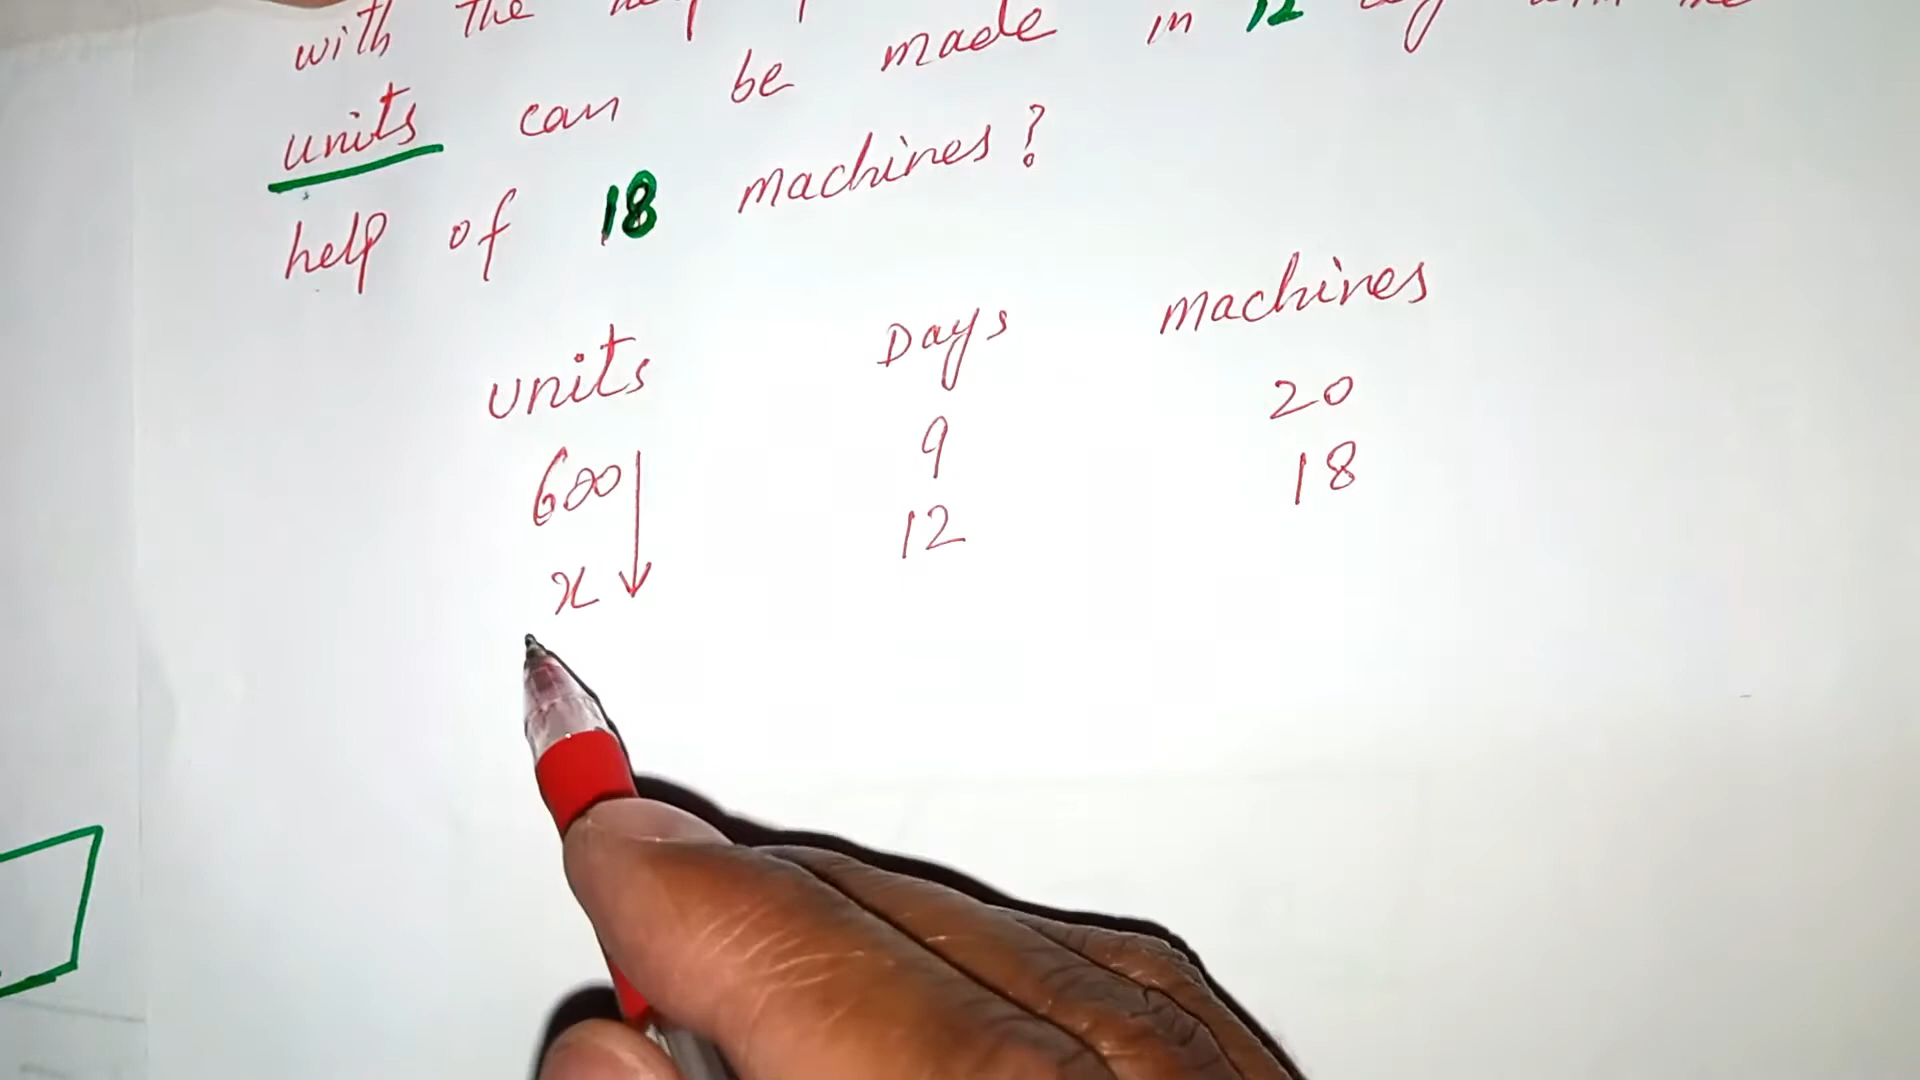 with the
units can be made in 12
help of 18 machines?
units Days machines
600 9 20
x 12 18